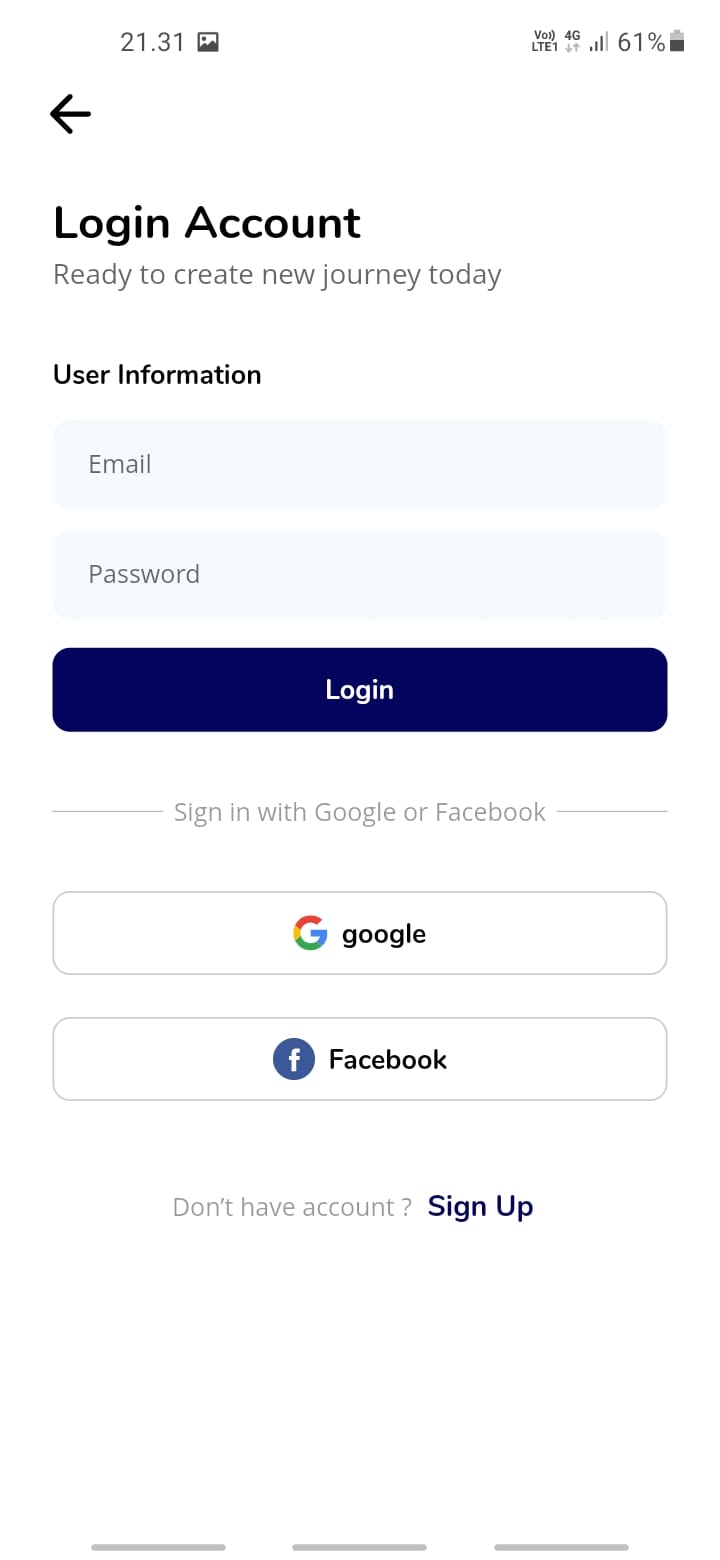 21.31 Vo)) LTE1 4G 61%
Login Account
Ready to create new journey today
User Information
Email
Password
Login
Sign in with Google or Facebook
google
Facebook
Don't have account ? Sign Up